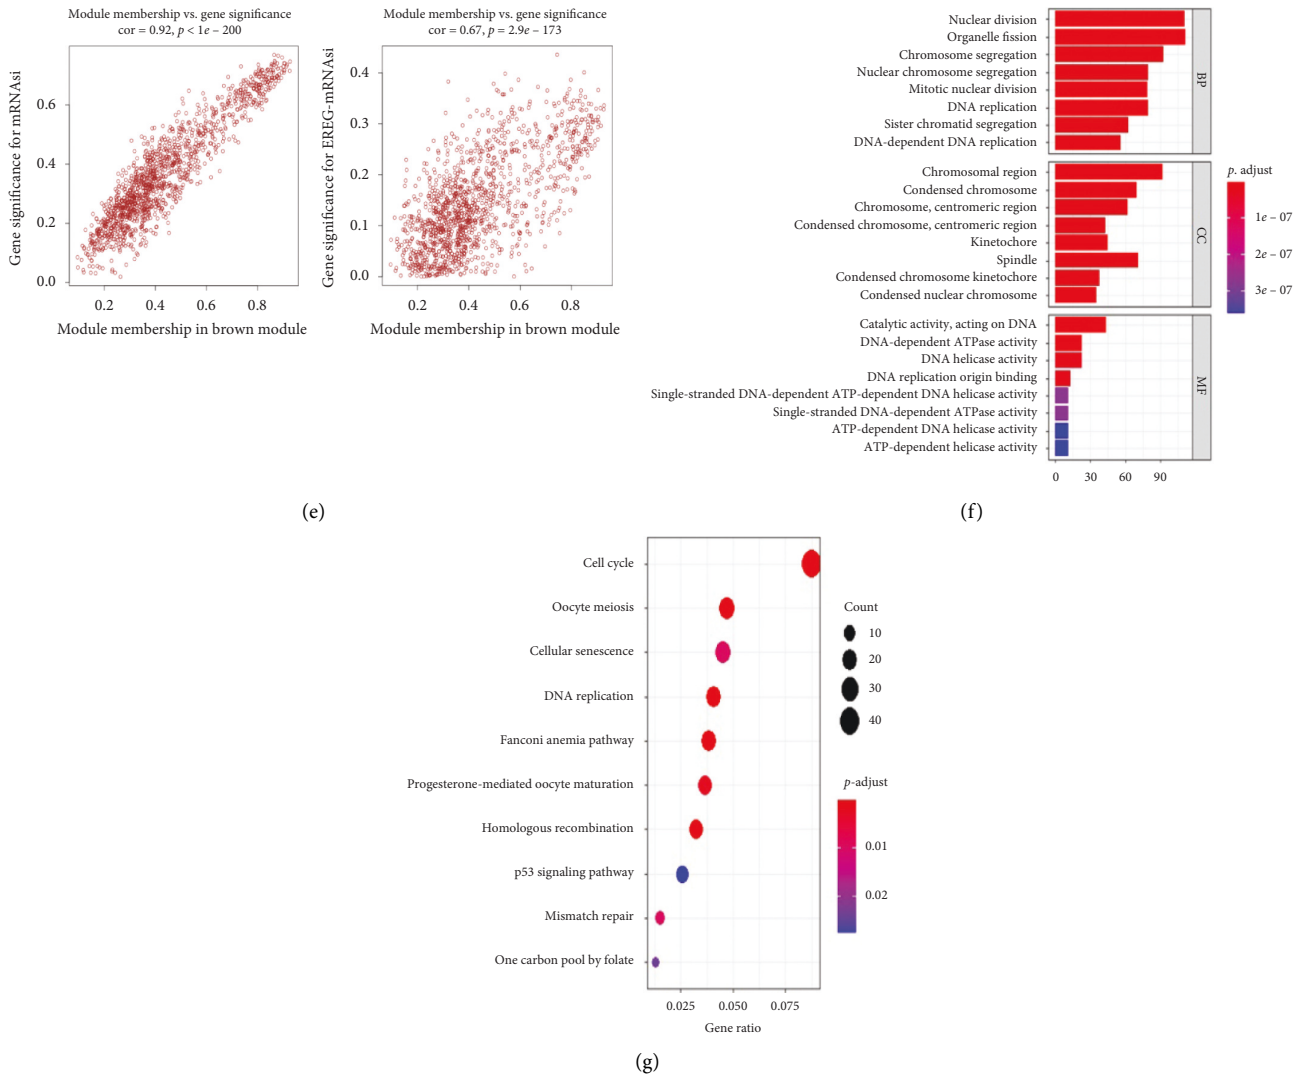 Module membership vs. gene significance
cor = 0.92, p < 1e – 200
Gene significance for mRNAsi
0.6
0.4
0.2
0.0
0.2 0.4 0.6 0.8
Module membership in brown module
Module membership vs. gene significance
cor = 0.67, p = 2.9e – 173
Gene significance for EREG-mRNAsi
0.4
0.3
0.2
0.1
0.0
0.2 0.4 0.6 0.8
Module membership in brown module
(e)
Nuclear division
Organelle fission
Chromosome segregation
Nuclear chromosome segregation
Mitotic nuclear division
DNA replication
Sister chromatid segregation
DNA-dependent DNA replication
BP
Chromosomal region
Condensed chromosome
Chromosome, centromeric region
Condensed chromosome, centromeric region
Kinetochore
Spindle
Condensed chromosome kinetochore
Condensed nuclear chromosome
CC
Catalytic activity, acting on DNA
DNA-dependent ATPase activity
DNA helicase activity
DNA replication origin binding
Single-stranded DNA-dependent ATP-dependent DNA helicase activity
Single-stranded DNA-dependent ATPase activity
ATP-dependent DNA helicase activity
ATP-dependent helicase activity
MF
0 30 60 90
p. adjust
1e – 07
2e – 07
3e – 07
(f)
Cell cycle
Oocyte meiosis
Cellular senescence
DNA replication
Fanconi anemia pathway
Progesterone-mediated oocyte maturation
Homologous recombination
p53 signaling pathway
Mismatch repair
One carbon pool by folate
0.025 0.050 0.075
Gene ratio
Count
10
20
30
40
p-adjust
0.01
0.02
(g)